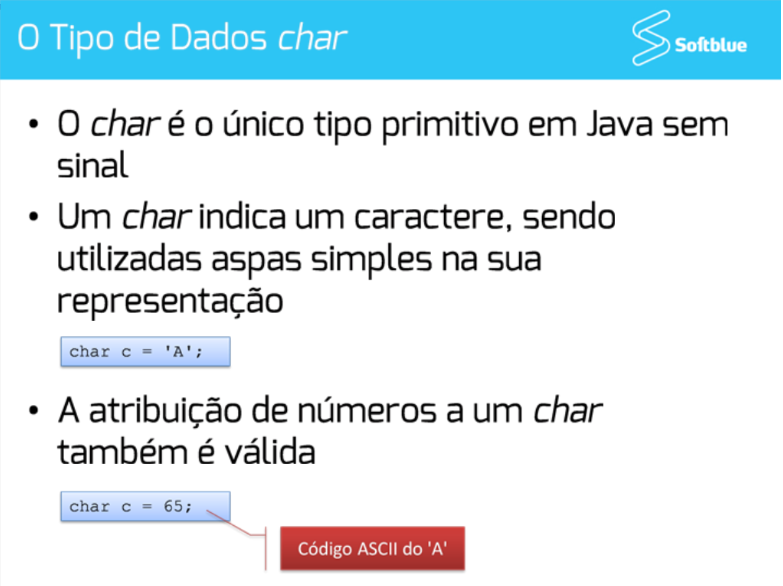 O Tipo de Dados char
Softblue
• O char é o único tipo primitivo em Java sem
sinal
• Um char indica um caractere, sendo
utilizadas aspas simples na sua
representação
char c = 'A';
• A atribuição de números a um char
também é válida
char c = 65;
Código ASCII do 'A'